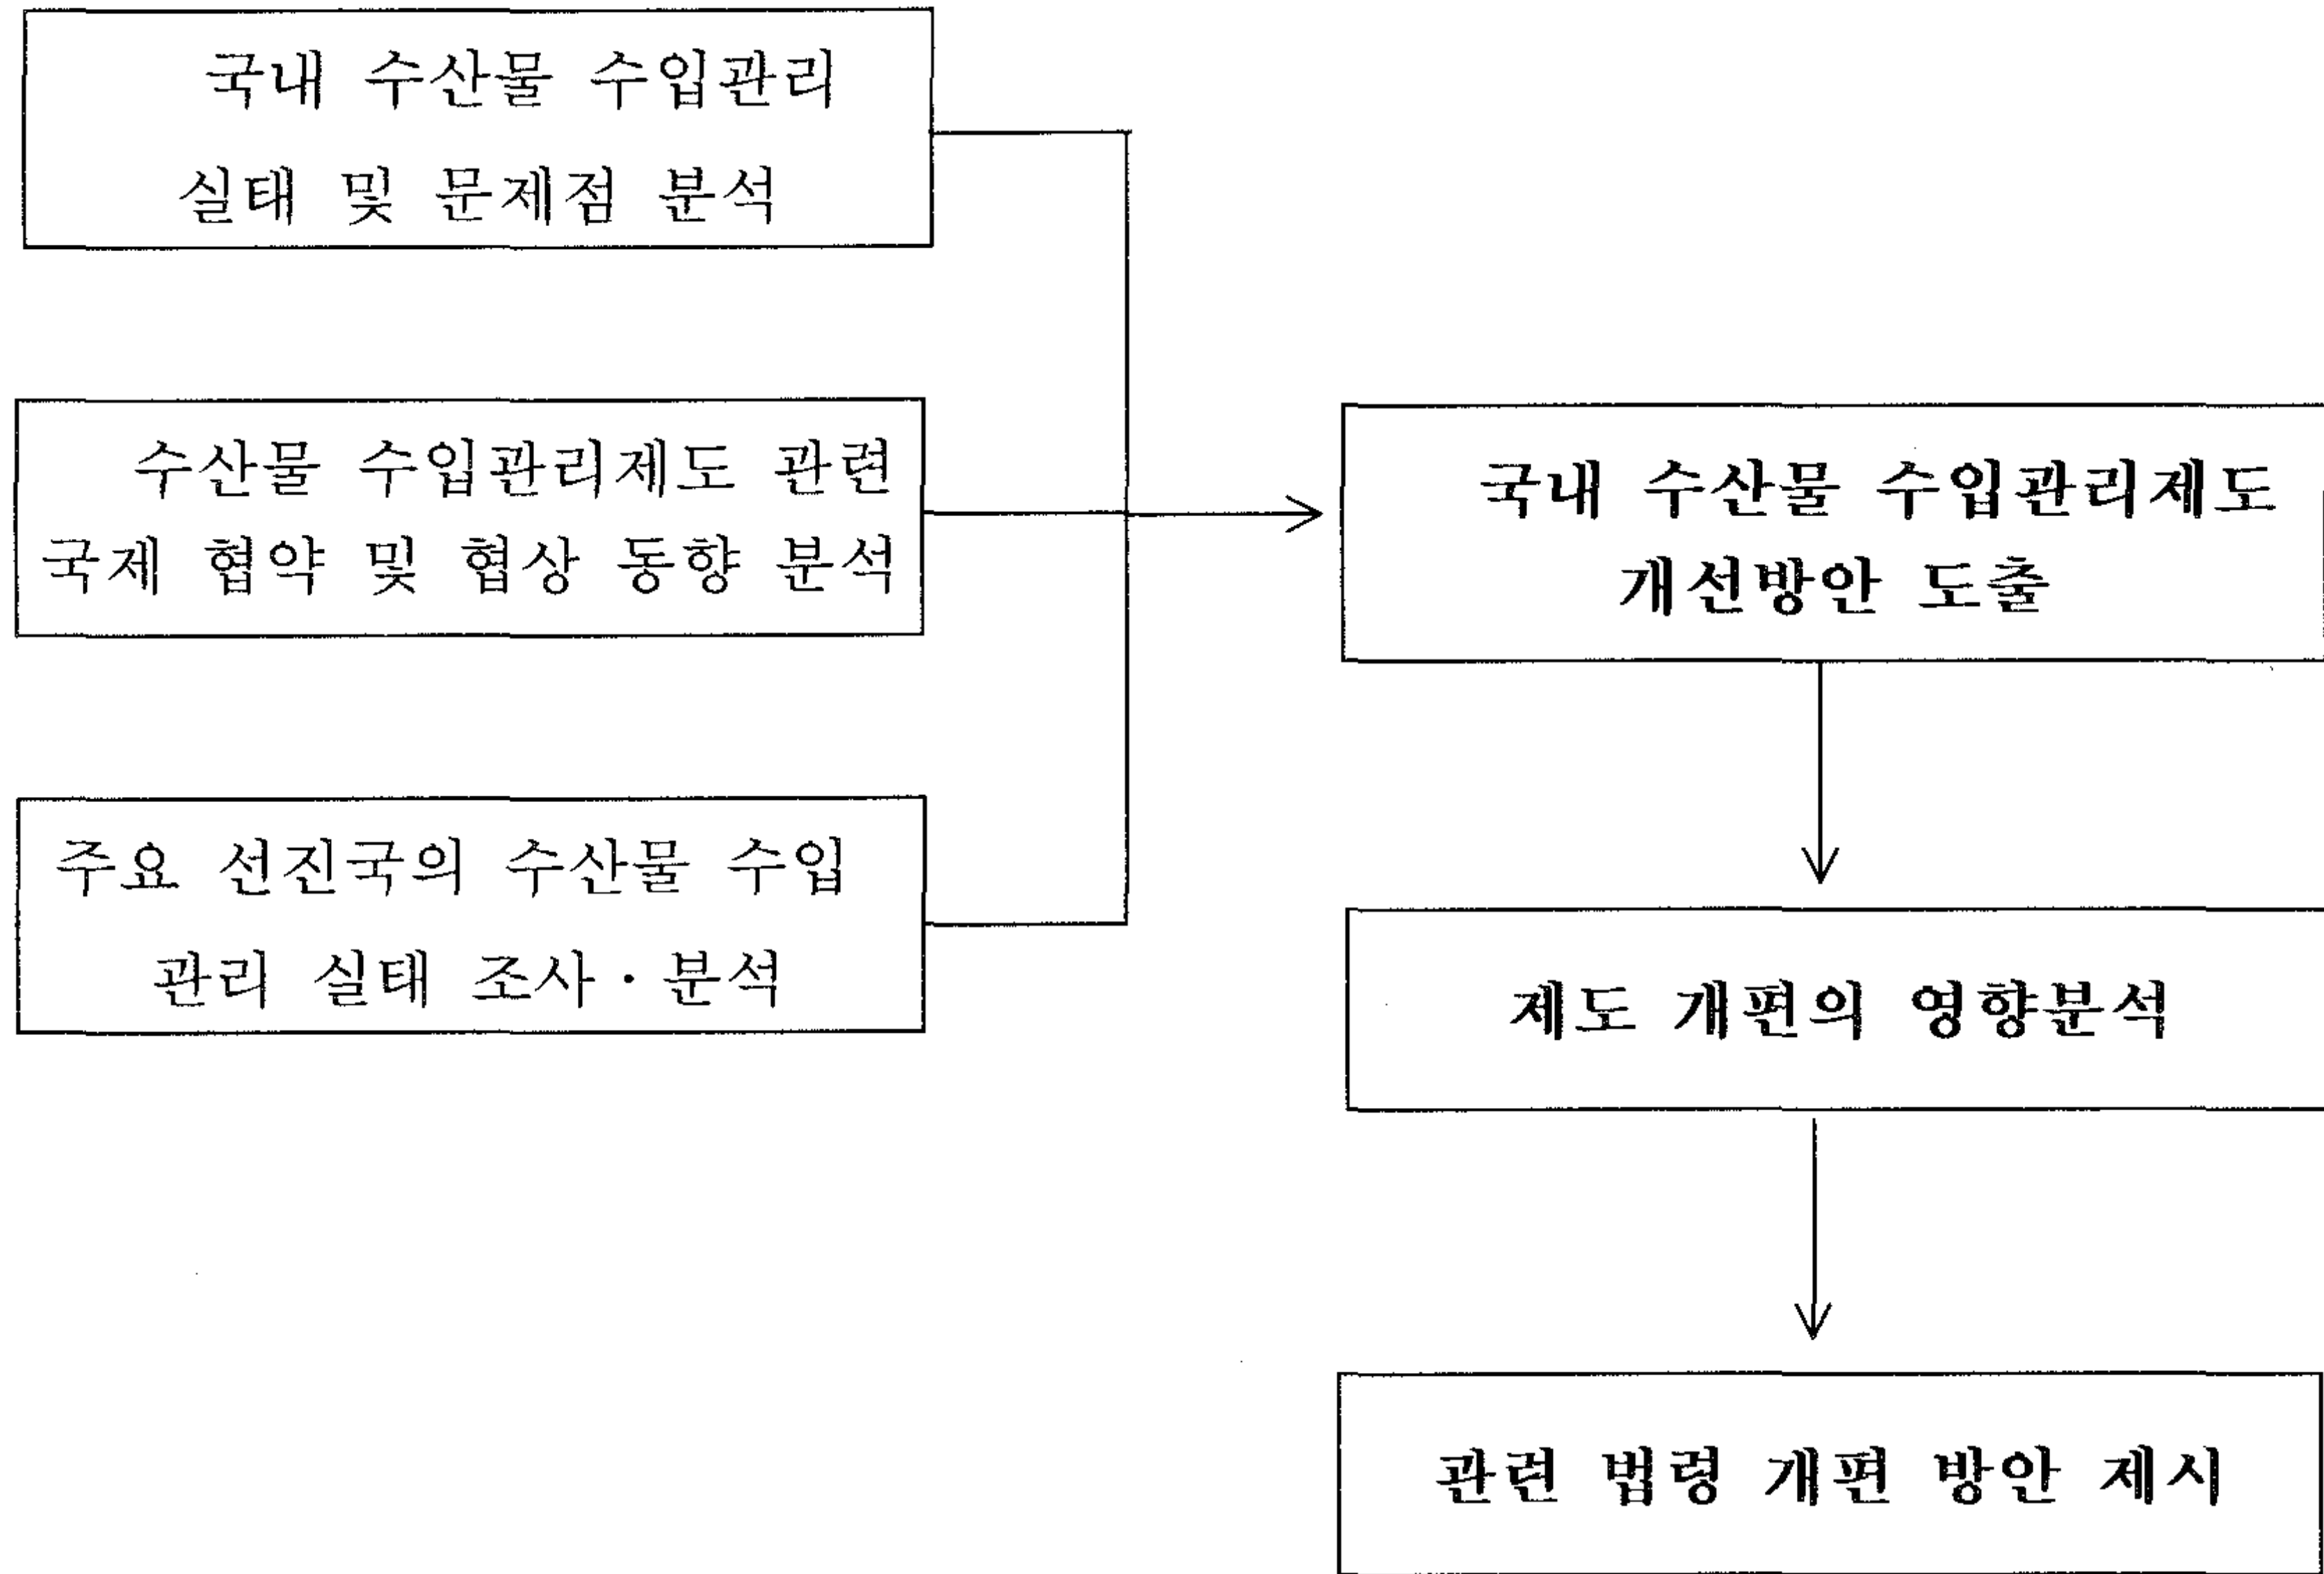 국내 수산물 수입관리
실태 및 문제점 분석
수산물 수입관리제도 관련
국제 협약 및 협상 동향 분석
주요 선진국의 수산물 수입
관리 실태 조사·분석
국내 수산물 수입관리제도
개선방안 도출
제도 개편의 영향분석
관련 법령 개편 방안 제시